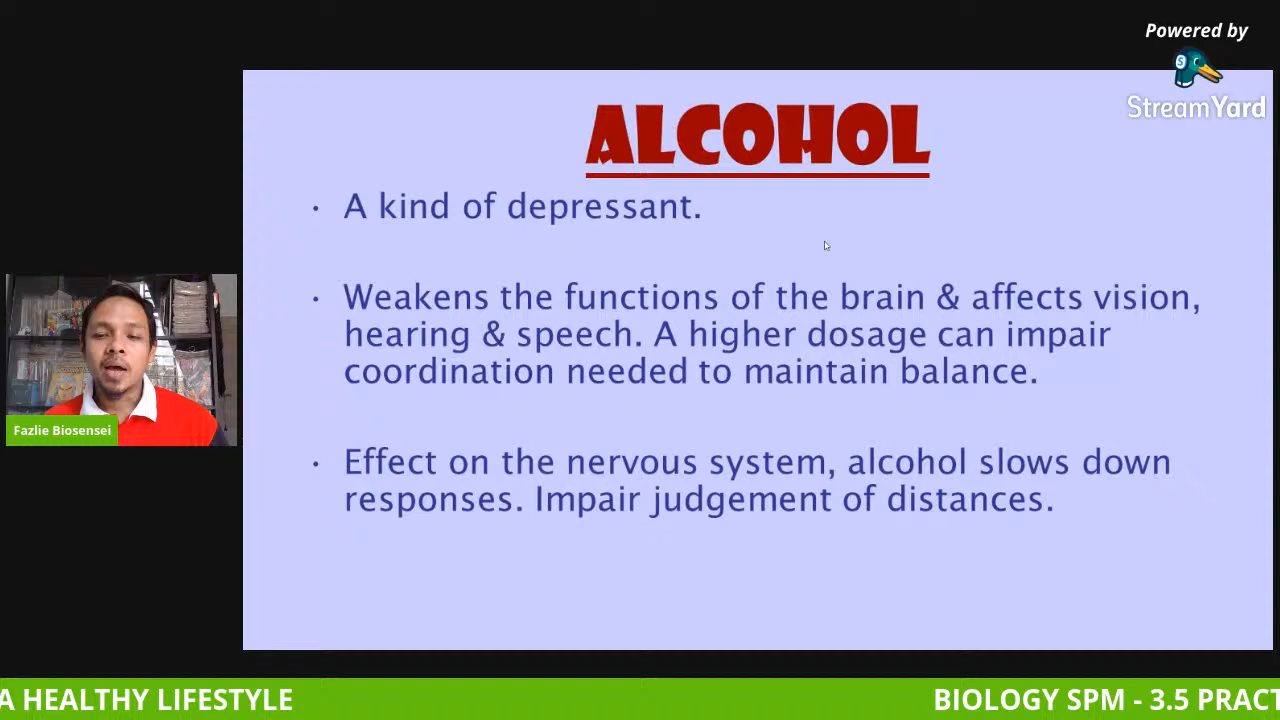 Powered by
StreamYard
ALCOHOL
• A kind of depressant.
• Weakens the functions of the brain & affects vision,
hearing & speech. A higher dosage can impair
coordination needed to maintain balance.
• Effect on the nervous system, alcohol slows down
responses. Impair judgement of distances.
Fazlie Biosensei
A HEALTHY LIFESTYLE
BIOLOGY SPM - 3.5 PRACT